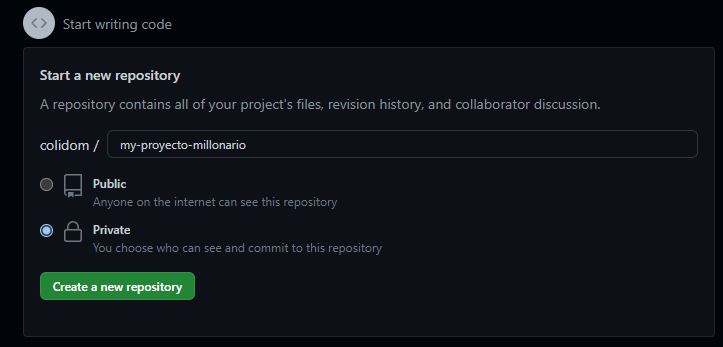 Start writing code
Start a new repository
A repository contains all of your project's files, revision history, and collaborator discussion.
colidom / my-proyecto-millonario
Public
Anyone on the internet can see this repository
Private
You choose who can see and commit to this repository
Create a new repository